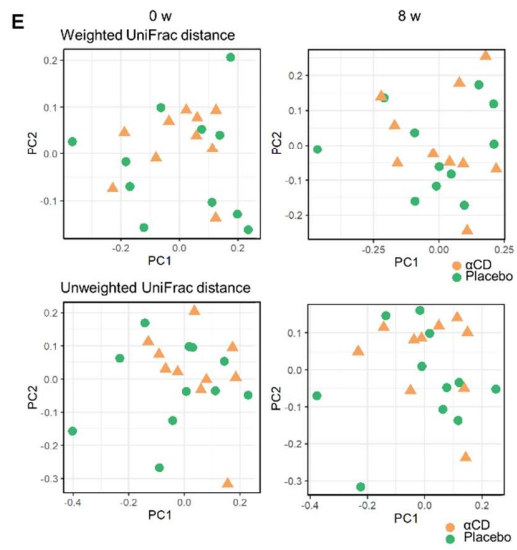 E
0 w
8 w
Weighted UniFrac distance
PC2
0.2
0.1
0.0
-0.1
-0.2
0.0
0.2
PC1
PC2
0.2
0.1
0.0
-0.1
-0.2
-0.25
0.00
0.25
PC1
αCD
Placebo
Unweighted UniFrac distance
PC2
0.2
0.1
0.0
-0.1
-0.2
-0.3
-0.4
-0.2
0.0
0.2
PC1
PC2
0.1
0.0
-0.1
-0.2
-0.3
-0.4
-0.2
0.0
0.2
PC1
αCD
Placebo